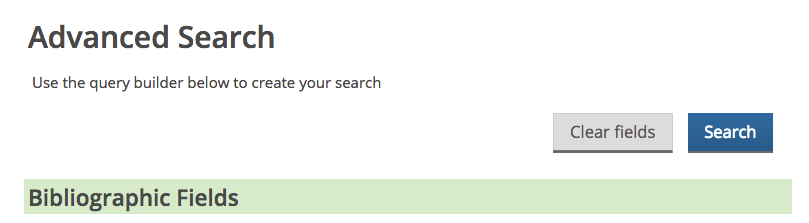 Advanced Search
Use the query builder below to create your search
Clear fields Search
Bibliographic Fields